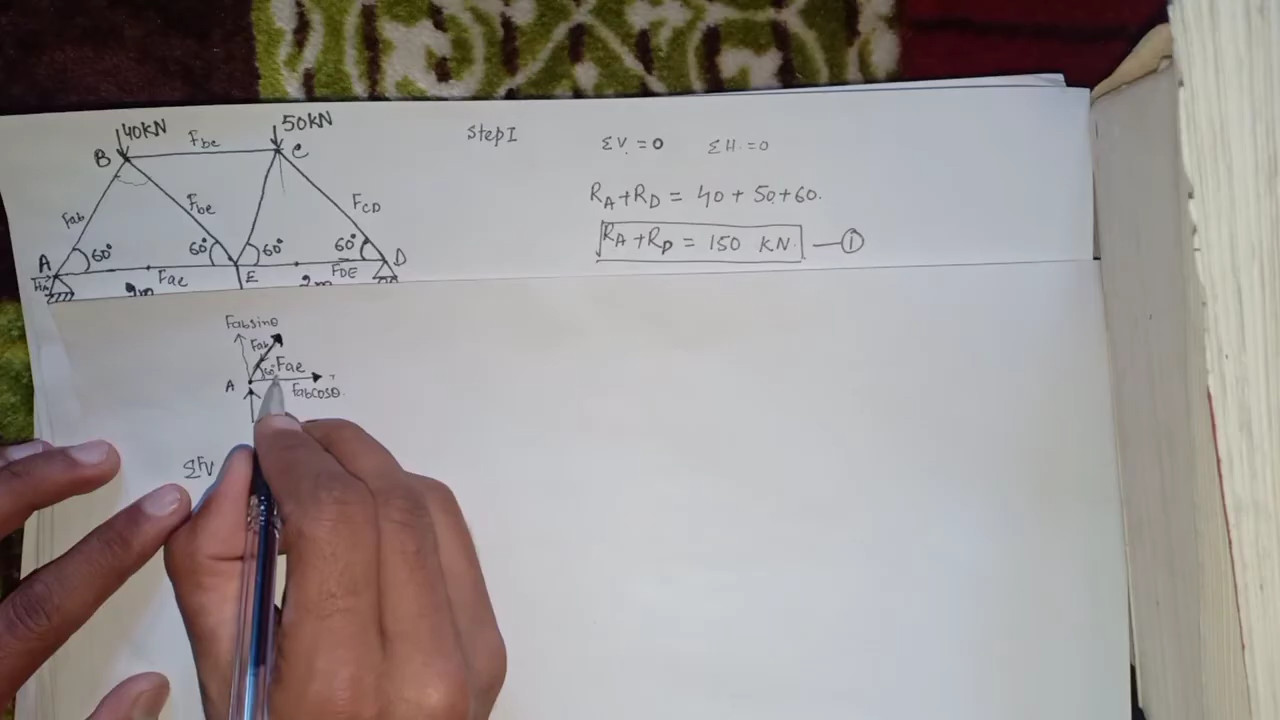 40KN
50KN
B
Fbe
C
Fab
Fbe
FCD
A
60°
60°
60°
60°
D
HA
Fae
E
FDE
2m
Step I
ΣV. = 0 ΣH. = 0
RA + RD = 40 + 50 + 60.
RA + RD = 150 KN. — ①
Fabsinθ
Fab
60°
Fae
A
fabcosθ.
ΣFV